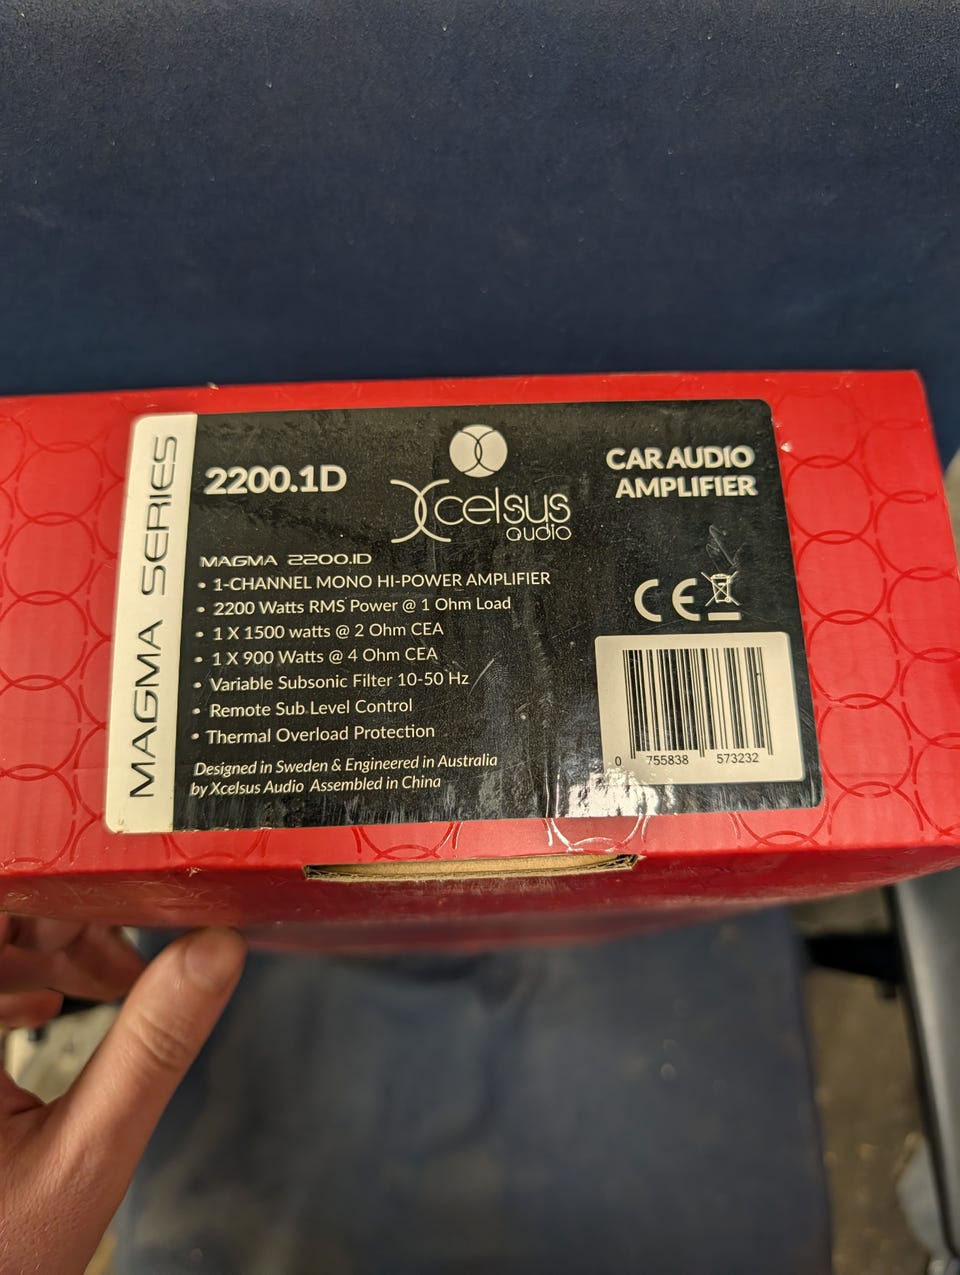 MAGMA SERIES
2200.1D
Xcelsus
audio
CAR AUDIO
AMPLIFIER
MAGMA 2200.1D
• 1-CHANNEL MONO HI-POWER AMPLIFIER
• 2200 Watts RMS Power @ 1 Ohm Load
• 1 X 1500 watts @ 2 Ohm CEA
• 1 X 900 Watts @ 4 Ohm CEA
• Variable Subsonic Filter 10-50 Hz
• Remote Sub Level Control
• Thermal Overload Protection
Designed in Sweden & Engineered in Australia
by Xcelsus Audio Assembled in China
CE
0 755838 573232